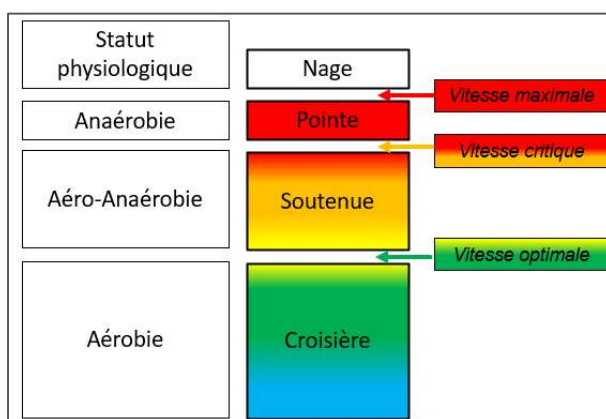 Statut
physiologique
Nage
Vitesse maximale
Anaérobie
Pointe
Vitesse critique
Aéro-Anaérobie
Soutenue
Vitesse optimale
Aérobie
Croisière